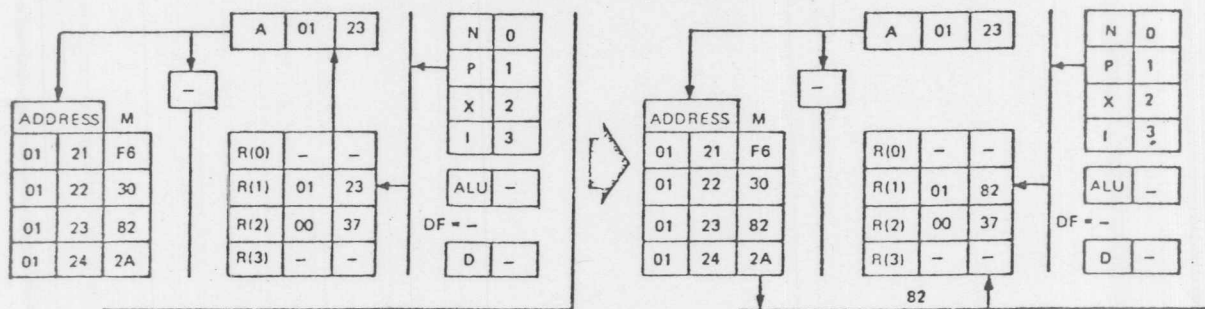 A 01 23
ADDRESS M
01 21 F6
01 22 30
01 23 82
01 24 2A
–
R(0) – –
R(1) 01 23
R(2) 00 37
R(3) – –
N 0
P 1
X 2
I 3
ALU –
DF = –
D –
A 01 23
ADDRESS M
01 21 F6
01 22 30
01 23 82
01 24 2A
–
R(0) – –
R(1) 01 82
R(2) 00 37
R(3) – –
82
N 0
P 1
X 2
I 3
ALU –
DF = –
D –